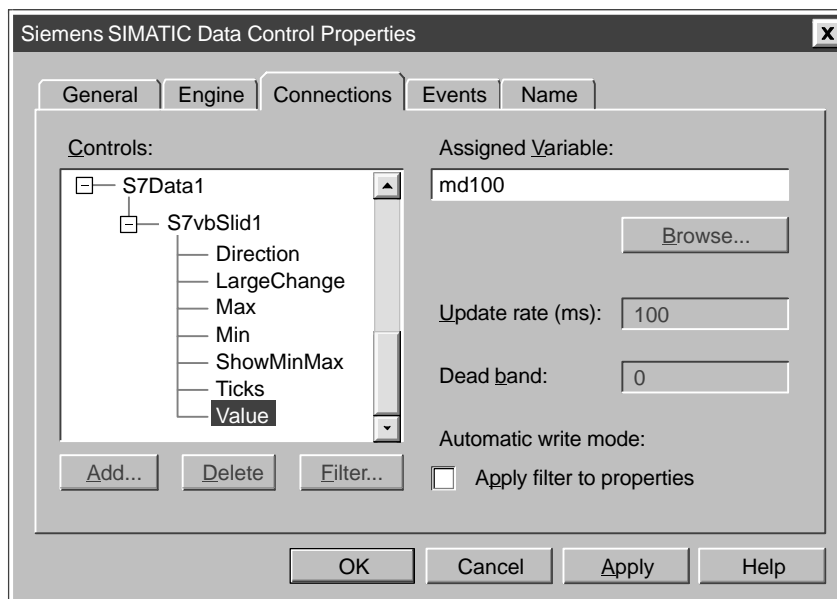 Siemens SIMATIC Data Control Properties
X
General Engine Connections Events Name
Controls:
S7Data1
S7vbSlid1
Direction
LargeChange
Max
Min
ShowMinMax
Ticks
Value
Add... Delete Filter...
Assigned Variable:
md100
Browse...
Update rate (ms): 100
Dead band: 0
Automatic write mode:
Apply filter to properties
OK Cancel Apply Help